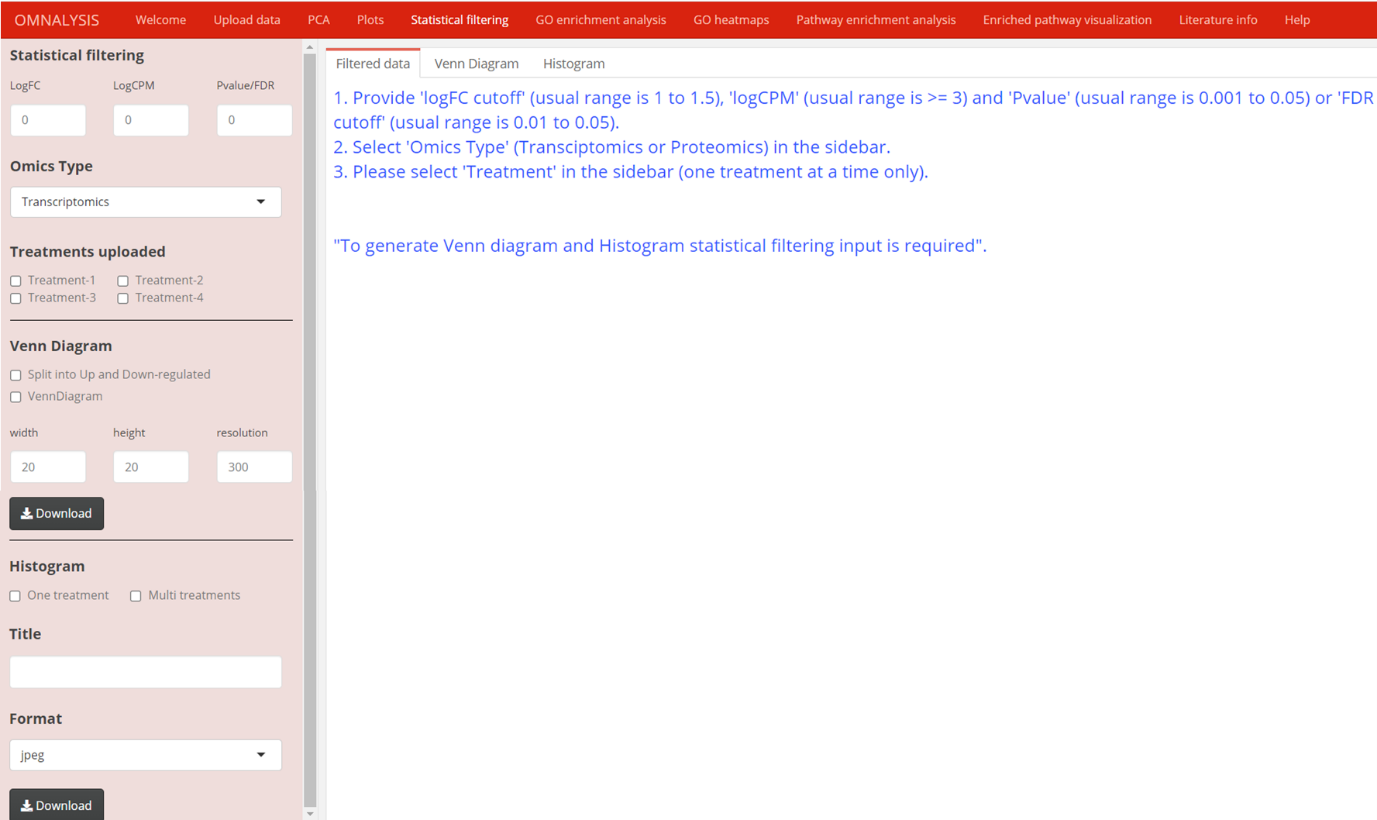 OMNALYSIS Welcome Upload data PCA Plots Statistical filtering GO enrichment analysis GO heatmaps Pathway enrichment analysis Enriched pathway visualization Literature info Help
Statistical filtering
LogFC LogCPM Pvalue/FDR
0 0 0
Omics Type
Transcriptomics
Treatments uploaded
Treatment-1 Treatment-2
Treatment-3 Treatment-4
Venn Diagram
Split into Up and Down-regulated
VennDiagram
width height resolution
20 20 300
Download
Histogram
One treatment Multi treatments
Title
Format
jpeg
Download
Filtered data Venn Diagram Histogram
1. Provide 'logFC cutoff' (usual range is 1 to 1.5), 'logCPM' (usual range is >= 3) and 'Pvalue' (usual range is 0.001 to 0.05) or 'FDR
cutoff' (usual range is 0.01 to 0.05).
2. Select 'Omics Type' (Transciptomics or Proteomics) in the sidebar.
3. Please select 'Treatment' in the sidebar (one treatment at a time only).
"To generate Venn diagram and Histogram statistical filtering input is required".